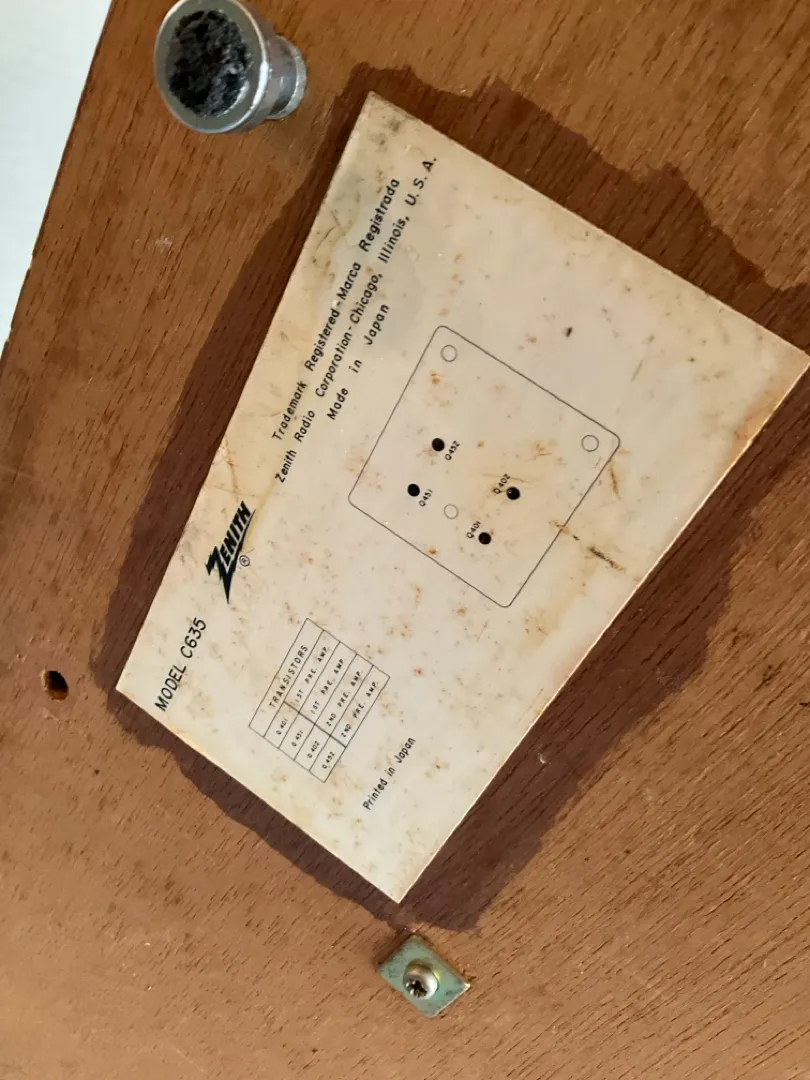 MODEL C635
ZENITH
®
Trademark Registered-Marca Registrada
Zenith Radio Corporation-Chicago, Illinois, U. S. A.
Made in Japan
TRANSISTORS
Q401 1ST PRE. AMP.
Q451 1ST PRE. AMP
Q402 2ND PRE. AMP.
Q452 2ND PRE. AMP.
Q452
Q451
Q402
Q401
Printed in Japan